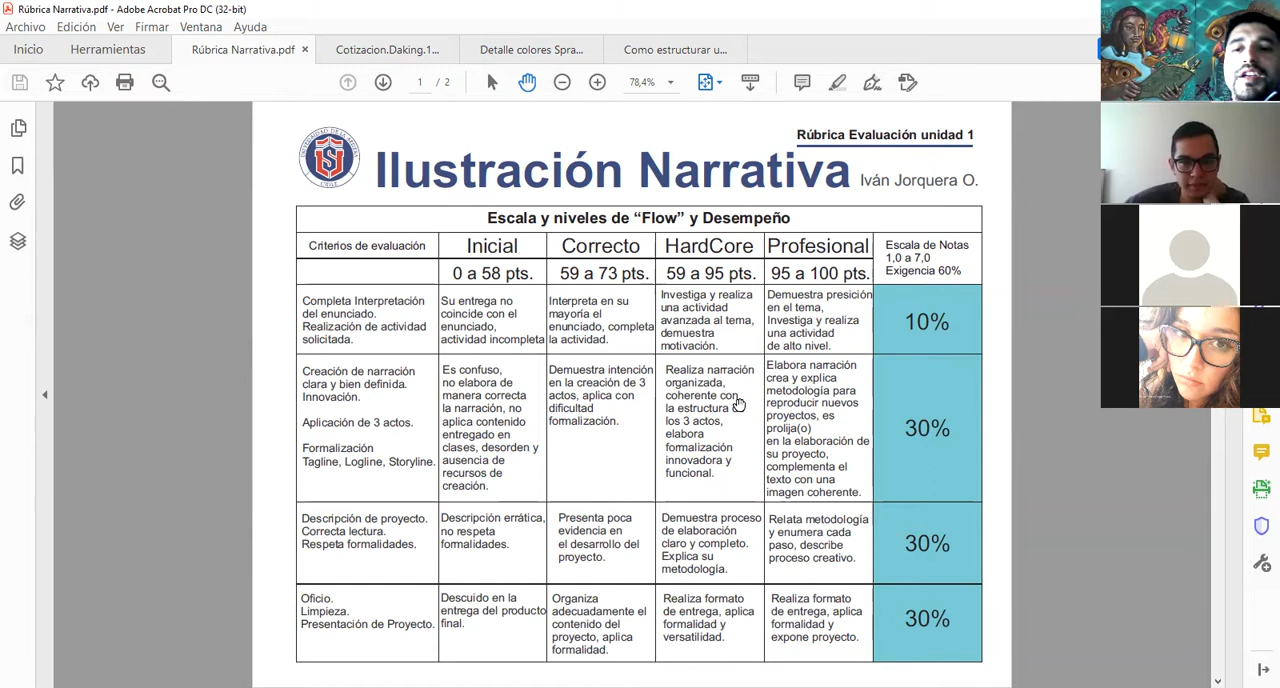 Rúbrica Narrativa.pdf - Adobe Acrobat Pro DC (32-bit)
Archivo Edición Ver Firmar Ventana Ayuda
Inicio Herramientas Rúbrica Narrativa.pdf × Cotizacion.Daking.1... Detalle colores Spra... Como estructurar u...
1 / 2 78,4%
Rúbrica Evaluación unidad 1
Ilustración Narrativa Iván Jorquera O.
Escala y niveles de “Flow” y Desempeño
Criterios de evaluación
Inicial
Correcto
HardCore
Profesional
Escala de Notas
1,0 a 7,0
Exigencia 60%
0 a 58 pts.
59 a 73 pts.
59 a 95 pts.
95 a 100 pts.
Completa Interpretación
del enunciado.
Realización de actividad
solicitada.
Su entrega no
coincide con el
enunciado,
actividad incompleta
Interpreta en su
mayoría el
enunciado, completa
la actividad.
Investiga y realiza
una actividad
avanzada al tema,
demuestra
motivación.
Demuestra presición
en el tema,
Investiga y realiza
una actividad
de alto nivel.
10%
Creación de narración
clara y bien definida.
Innovación.
Aplicación de 3 actos.
Formalización
Tagline, Logline, Storyline.
Es confuso,
no elabora de
manera correcta
la narración, no
aplica contenido
entregado en
clases, desorden y
ausencia de
recursos de
creación.
Demuestra intención
en la creación de 3
actos, aplica con
dificultad
formalización.
Realiza narración
organizada,
coherente con
la estructura
los 3 actos,
elabora
formalización
innovadora y
funcional.
Elabora narración
crea y explica
metodología para
reproducir nuevos
proyectos, es
prolija(o)
en la elaboración de
su proyecto,
complementa el
texto con una
imagen coherente.
30%
Descripción de proyecto.
Correcta lectura.
Respeta formalidades.
Descripción errática,
no respeta
formalidades.
Presenta poca
evidencia en
el desarrollo del
proyecto.
Demuestra proceso
de elaboración
claro y completo.
Explica su
metodología.
Relata metodología
y enumera cada
paso, describe
proceso creativo.
30%
Oficio.
Limpieza.
Presentación de Proyecto.
Descuido en la
entrega del producto
final.
Organiza
adecuadamente el
contenido del
proyecto, aplica
formalidad.
Realiza formato
de entrega, aplica
formalidad y
versatilidad.
Realiza formato
de entrega, aplica
formalidad y
expone proyecto.
30%